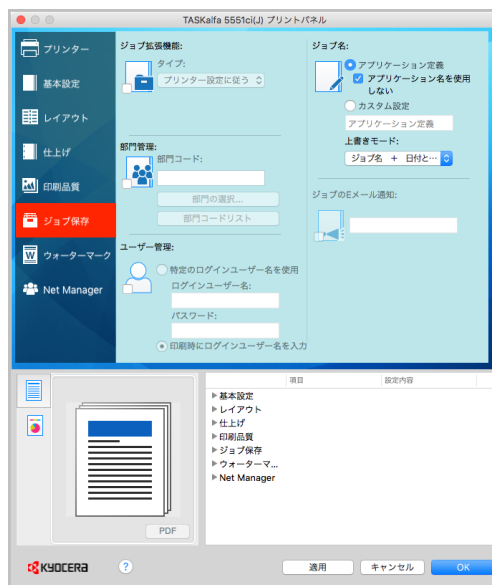 TASKalfa 5551ci(J) プリントパネル
プリンター
基本設定
レイアウト
仕上げ
印刷品質
ジョブ保存
ウォーターマーク
Net Manager
ジョブ拡張機能:
タイプ:
プリンター設定に従う
部門管理:
部門コード:
部門の選択...
部門コードリスト
ユーザー管理:
特定のログインユーザー名を使用
ログインユーザー名:
パスワード:
印刷時にログインユーザー名を入力
ジョブ名:
アプリケーション定義
アプリケーション名を使用
しない
カスタム設定
アプリケーション定義
上書きモード:
ジョブ名 + 日付と…
ジョブのEメール通知:
項目
設定内容
基本設定
レイアウト
仕上げ
印刷品質
ジョブ保存
ウォーターマ...
Net Manager
PDF
KYOCERA
?
適用
キャンセル
OK